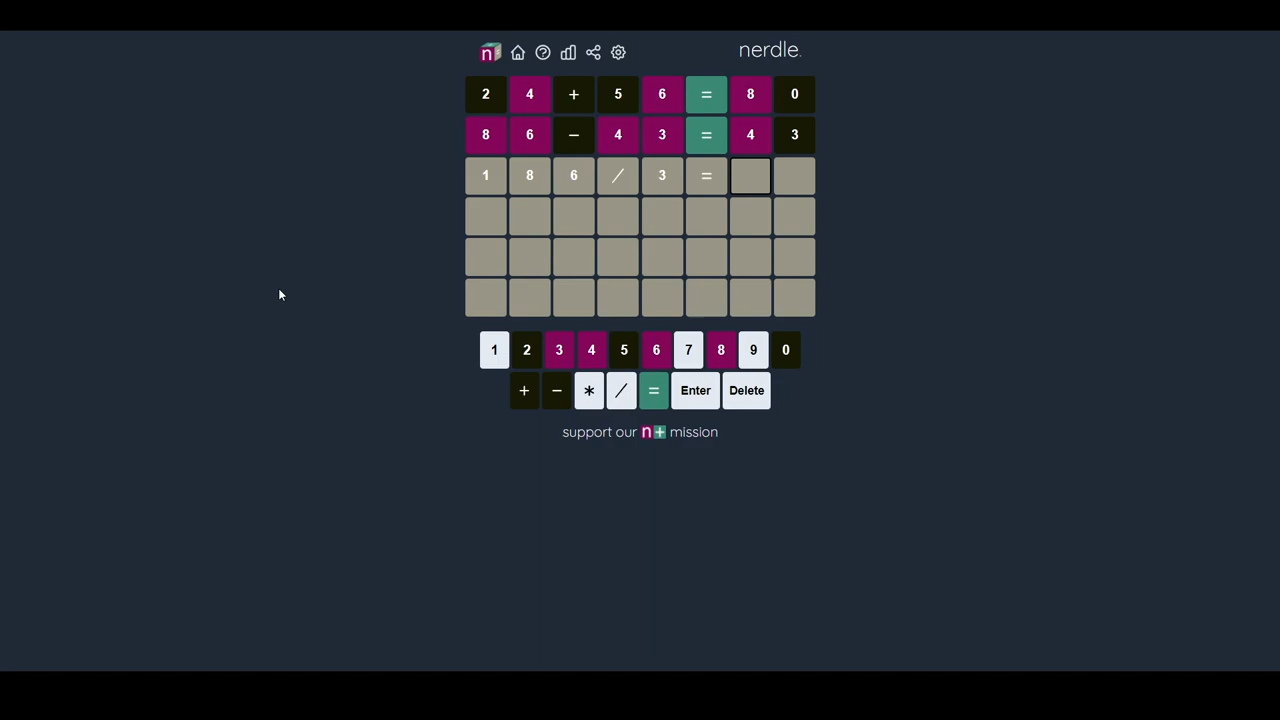 n nerdle.
2 4 + 5 6 = 8 0
8 6 − 4 3 = 4 3
1 8 6 / 3 =
1 2 3 4 5 6 7 8 9 0
+ − * / = Enter Delete
support our n+ mission